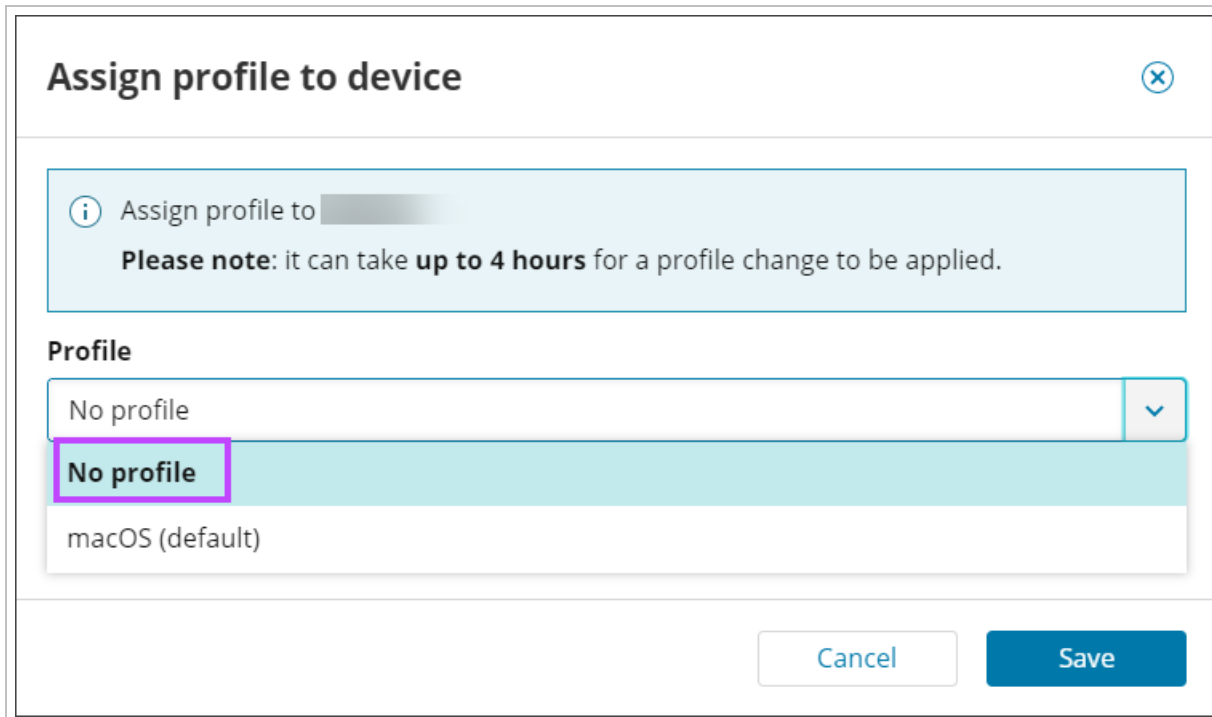 Assign profile to device
Assign profile to
Please note: it can take up to 4 hours for a profile change to be applied.
Profile
No profile
No profile
macOS (default)
Cancel
Save